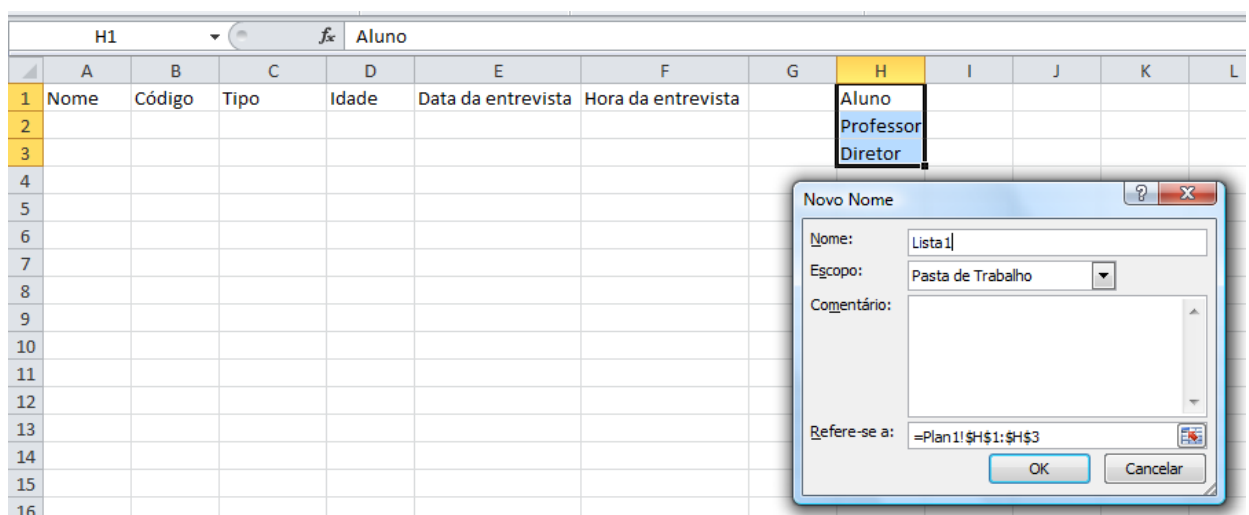 H1 fx Aluno
A B C D E F G H I J K L
1 Nome Código Tipo Idade Data da entrevista Hora da entrevista Aluno
2 Professor
3 Diretor
4
5
6
7
8
9
10
11
12
13
14
15
16
Novo Nome ? X
Nome: Lista1
Escopo: Pasta de Trabalho
Comentário:
Refere-se a: =Plan1!$H$1:$H$3
OK Cancelar